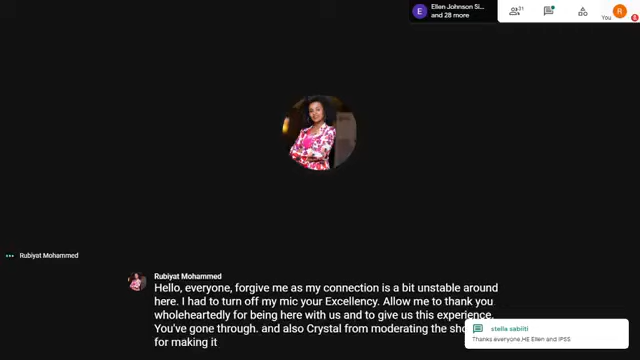 Ellen Johnson Si...
and 28 more
E
31
You
R
Rubiyat Mohammed
Rubiyat Mohammed
Hello, everyone, forgive me as my connection is a bit unstable around
here. I had to turn off my mic your Excellency. Allow me to thank you
wholeheartedly for being here with us and to give us this experience.
You've gone through. and also Crystal from moderating the sho
for making it
stella sabiiti
Thanks everyone,HE Ellen and IPSS